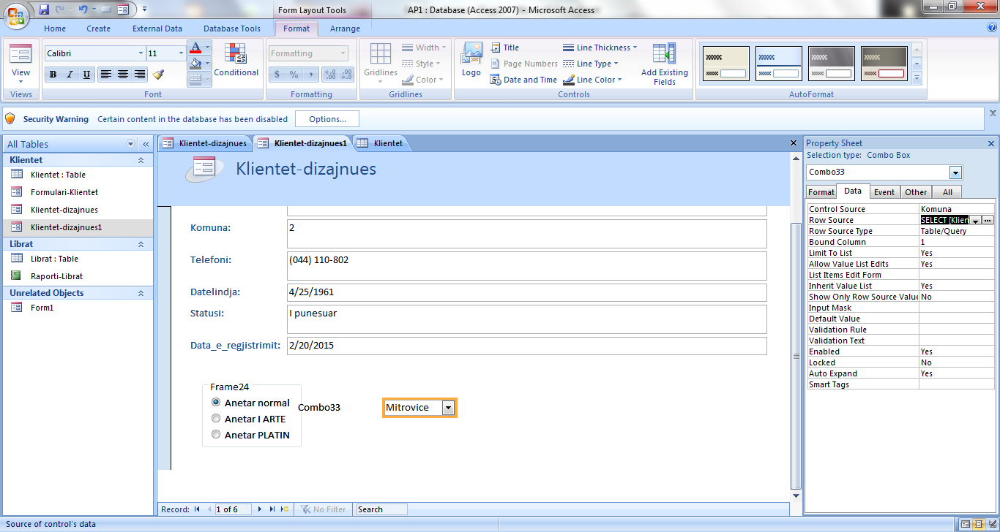 Form Layout Tools
AP1 : Database (Access 2007) - Microsoft Access
Home Create External Data Database Tools Format Arrange
View
Views
Calibri 11
B I U
Conditional
Font
Formatting
$ % ,
Formatting
Gridlines
Width
Style
Color
Gridlines
Logo
Title
Page Numbers
Date and Time
Line Thickness
Line Type
Line Color
Add Existing
Fields
Controls
AutoFormat
Security Warning Certain content in the database has been disabled Options...
All Tables
Klientet
Klientet : Table
Formulari-Klientet
Klientet-dizajnues
Klientet-dizajnues1
Librat
Librat : Table
Raporti-Librat
Unrelated Objects
Form1
Klientet-dizajnues Klientet-dizajnues1 Klientet
Klientet-dizajnues
Komuna: 2
Telefoni: (044) 110-802
Datelindja: 4/25/1961
Statusi: I punesuar
Data_e_regjistrimit: 2/20/2015
Frame24
Anetar normal
Anetar I ARTE
Anetar PLATIN
Combo33 Mitrovice
Record: 1 of 6 No Filter Search
Property Sheet
Selection type: Combo Box
Combo33
Format Data Event Other All
Control Source Komuna
Row Source SELECT [Klien
Row Source Type Table/Query
Bound Column 1
Limit To List Yes
Allow Value List Edits Yes
List Items Edit Form
Inherit Value List Yes
Show Only Row Source Value No
Input Mask
Default Value
Validation Rule
Validation Text
Enabled Yes
Locked No
Auto Expand Yes
Smart Tags
Source of control's data